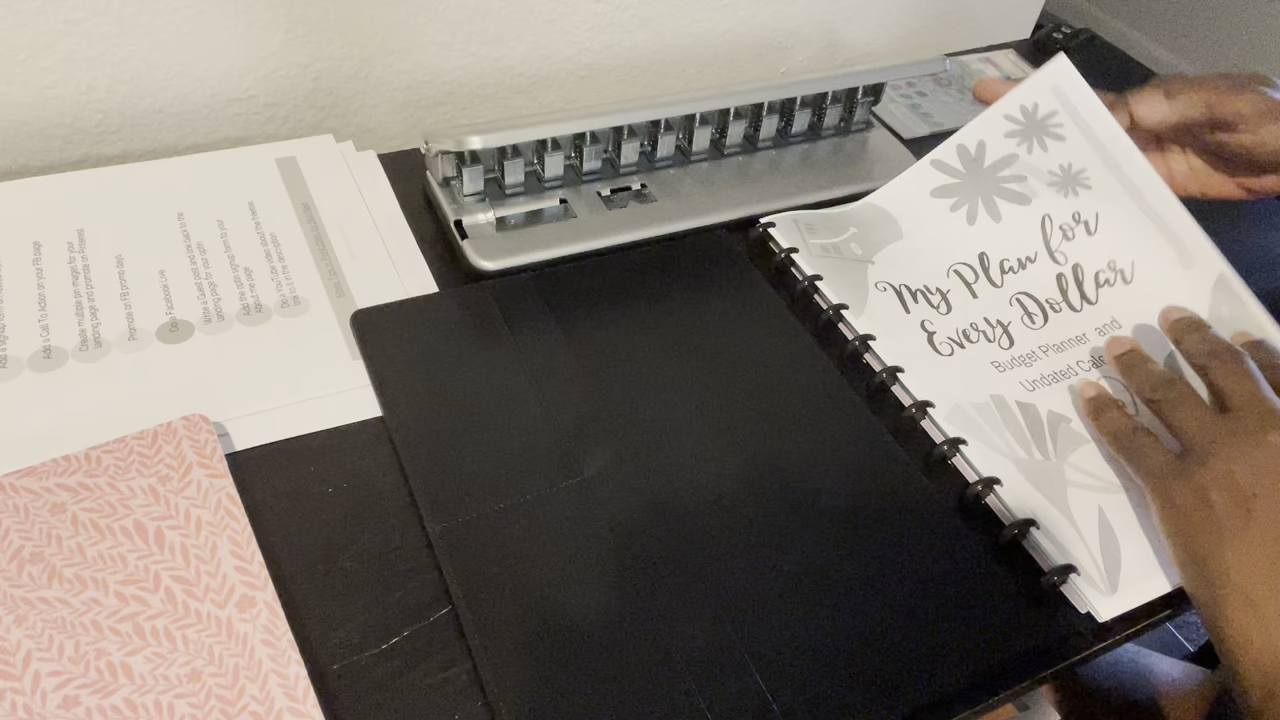 My Plan for
Every Dollar
Budget Planner and
Undated
Add a Call To Action on your FB page
Create multiple pin images for your
landing page and promote on Pinterest
Promote on FB promo days
Do a Facebook Live
Write a Guest post and link back to the
landing page for your optin
Add the optin signup form to your
About me page
Do a YouTube video about the freebie
link to it in the description